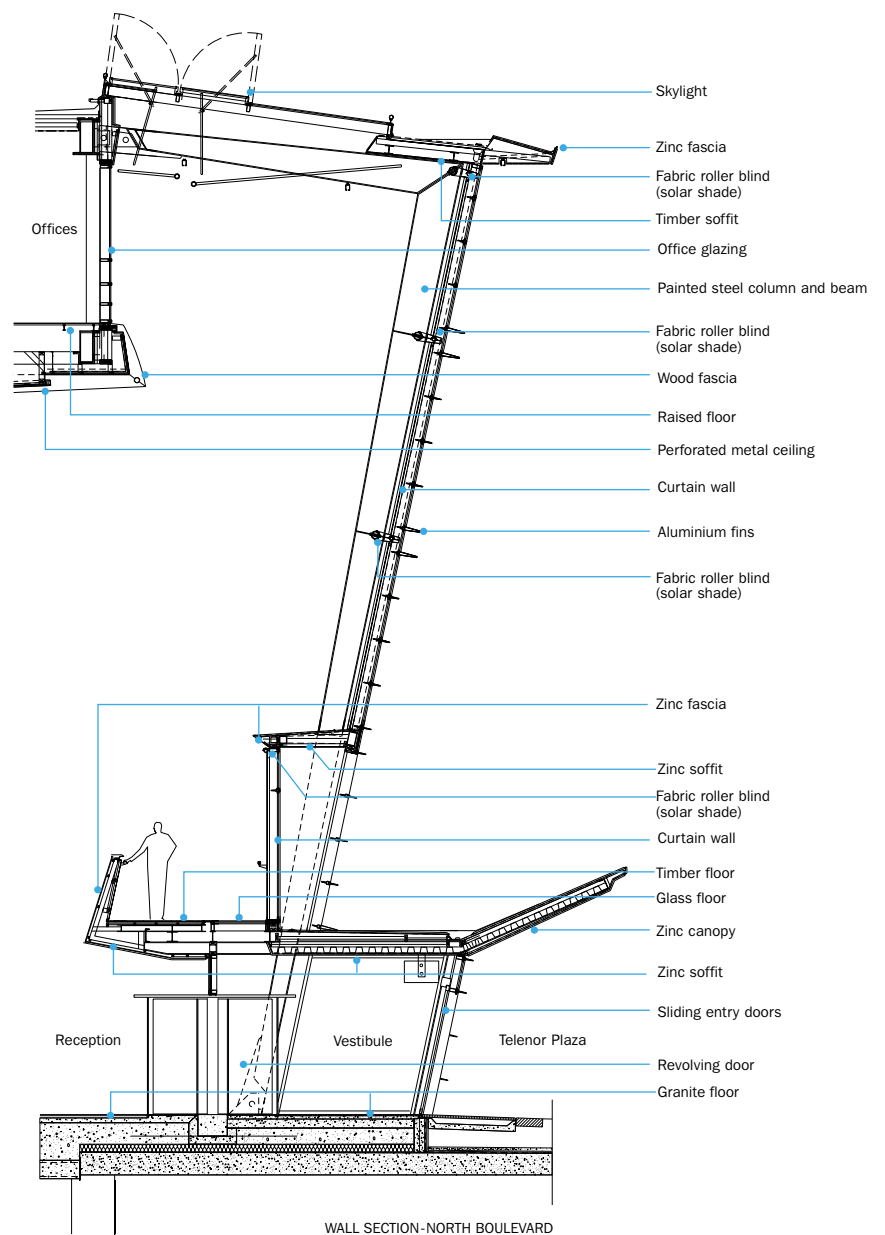 Skylight
Zinc fascia
Fabric roller blind
(solar shade)
Timber soffit
Offices
Office glazing
Painted steel column and beam
Fabric roller blind
(solar shade)
Wood fascia
Raised floor
Perforated metal ceiling
Curtain wall
Aluminium fins
Fabric roller blind
(solar shade)
Zinc fascia
Zinc soffit
Fabric roller blind
(solar shade)
Curtain wall
Timber floor
Glass floor
Zinc canopy
Zinc soffit
Sliding entry doors
Reception
Vestibule
Telenor Plaza
Revolving door
Granite floor
WALL SECTION-NORTH BOULEVARD